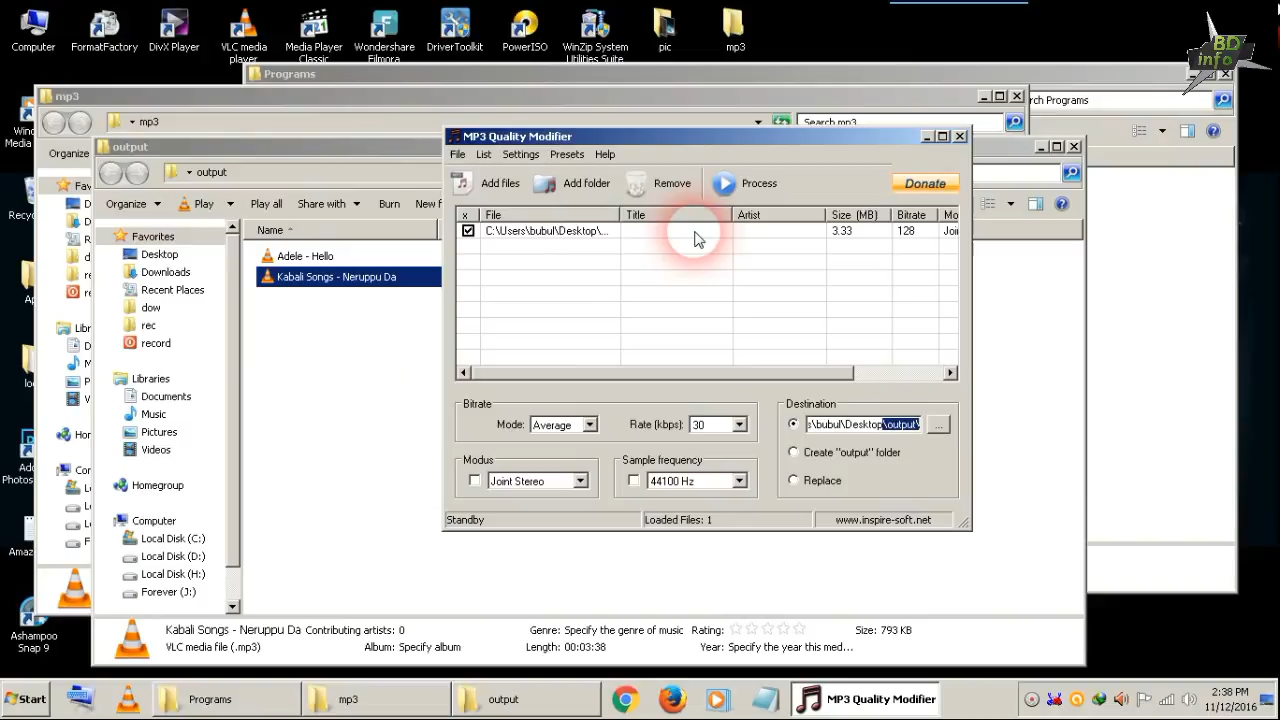 Computer
FormatFactory
DivX Player
VLC media
player
Media Player
Classic
Wondershare
Filmora
DriverToolkit
PowerISO
WinZip System
Utilities Suite
pic
mp3
BD
info
Programs
mp3
mp3
Search mp3
Organize
output
output
MP3 Quality Modifier
File
List
Settings
Presets
Help
Add files
Add folder
Remove
Process
Donate
Organize
Play
Play all
Share with
Burn
x
File
Title
Artist
Size (MB)
Bitrate
C:\Users\bubul\Desktop\...
3.33
128
Name
Adele - Hello
Kabali Songs - Neruppu Da
Favorites
Desktop
Downloads
Recent Places
dow
rec
record
Libraries
Documents
Music
Pictures
Videos
Homegroup
Computer
Local Disk (C:)
Local Disk (D:)
Local Disk (H:)
Forever (J:)
Bitrate
Mode: Average
Rate (kbps): 30
Destination
s\bubul\Desktop\output\
...
Create "output" folder
Replace
Modus
Joint Stereo
Sample frequency
44100 Hz
Standby
Loaded Files: 1
www.inspire-soft.net
Kabali Songs - Neruppu Da
Contributing artists: 0
Genre: Specify the genre of music
Rating:
Size: 793 KB
VLC media file (.mp3)
Album: Specify album
Length: 00:03:38
Year: Specify the year this med...
Ashampoo
Snap 9
Start
Programs
mp3
output
MP3 Quality Modifier
2:38 PM
11/12/2016